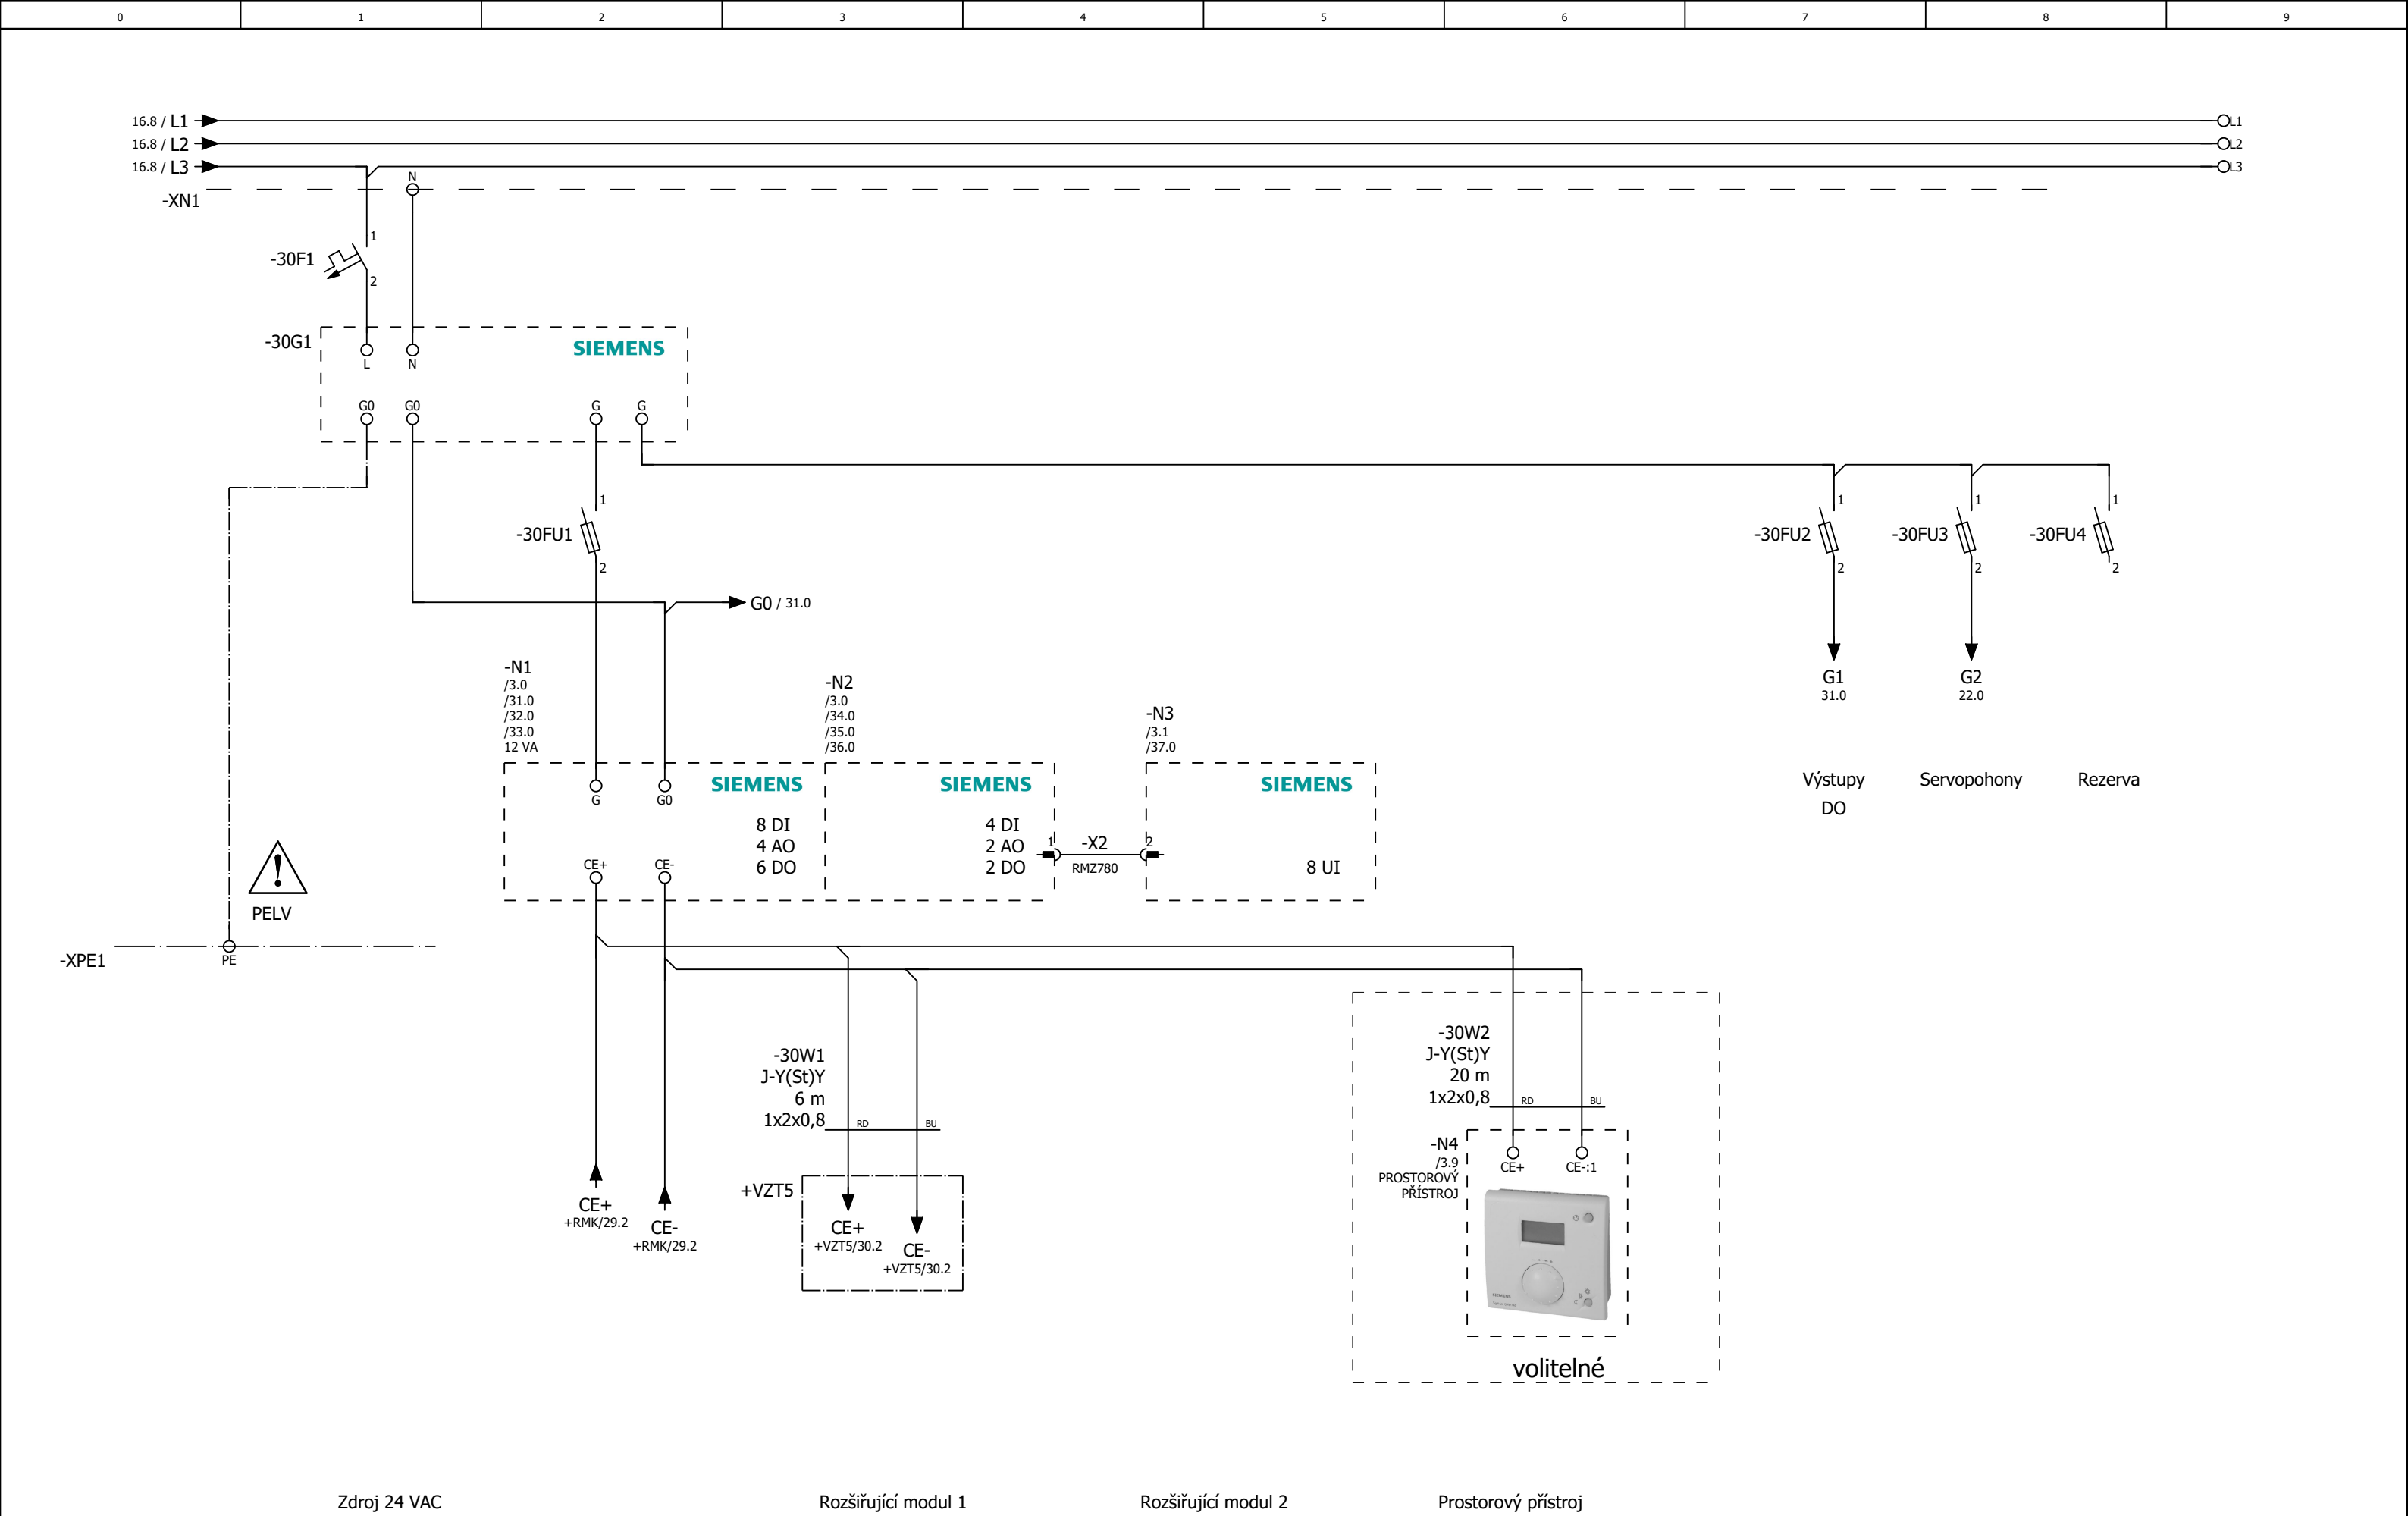 0 1 2 3 4 5 6 7 8 9
16.8 / L1
L1
16.8 / L2
L2
16.8 / L3
L3
N
-XN1
1
-30F1
2
-30G1
SIEMENS
L N
G0 G0 G G
1 1 1 1
-30FU1 -30FU2 -30FU3 -30FU4
2 2 2 2
G0 / 31.0
-N1
/3.0
/31.0
/32.0
/33.0
12 VA
-N2
/3.0
/34.0
/35.0
/36.0
-N3
/3.1
/37.0
G1
31.0
G2
22.0
Výstupy
DO
Servopohony
Rezerva
SIEMENS
G G0
8 DI
4 AO
6 DO
CE+ CE-
SIEMENS
4 DI
2 AO
2 DO
1 -X2 2
RMZ780
SIEMENS
8 UI
PELV
-XPE1
PE
-30W1
J-Y(St)Y
6 m
1x2x0,8
RD BU
-30W2
J-Y(St)Y
20 m
1x2x0,8
RD BU
-N4
/3.9
PROSTOROVÝ
PŘÍSTROJ
CE+ CE-:1
CE+
+RMK/29.2
CE-
+RMK/29.2
+VZT5
CE+
+VZT5/30.2
CE-
+VZT5/30.2
SIEMENS
volitelné
Zdroj 24 VAC
Rozšiřující modul 1
Rozšiřující modul 2
Prostorový přístroj